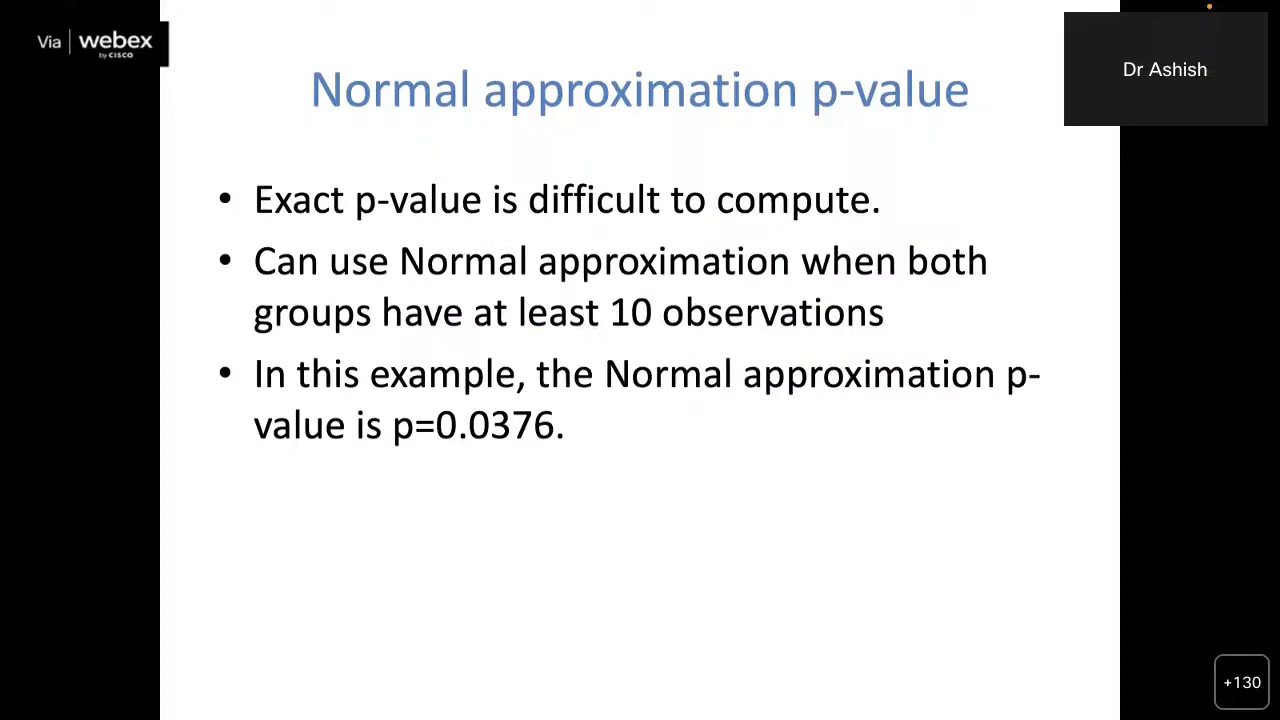 Via | webex
by CISCO
Dr Ashish
Normal approximation p-value
• Exact p-value is difficult to compute.
• Can use Normal approximation when both
groups have at least 10 observations
• In this example, the Normal approximation p-
value is p=0.0376.
+130